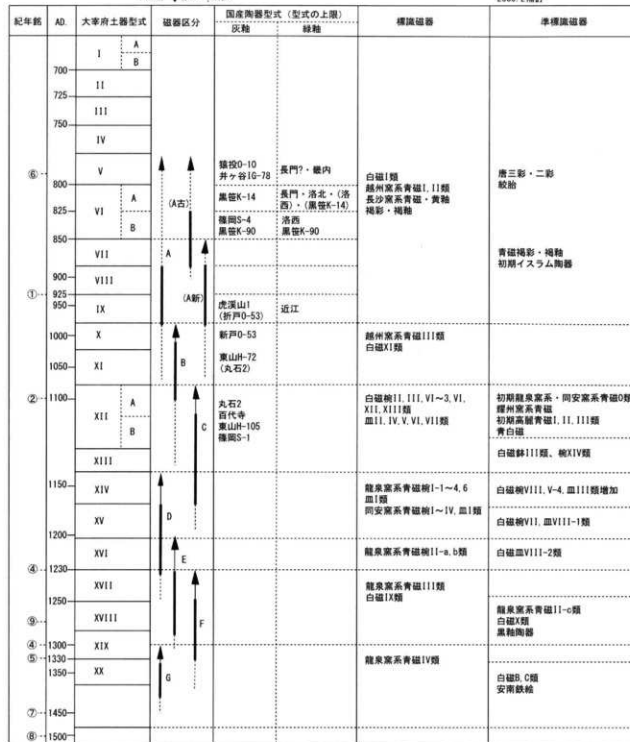 紀年銘 AD. 大宰府土器型式 磁器区分 国産陶器型式 (型式の上限) 標識磁器 準標識磁器
灰釉 緑釉
I A
B
700
II
725
III
750
IV
⑥ V 猿投O-10 長門?・畿内 白磁I類 唐三彩・二彩
井ヶ谷IG-78 越州窯系青磁I, II類 絞胎
800 長沙窯系青磁・黄釉
VI A (A古) 黒笹K-14 長門・洛北・(洛 褐彩・褐釉
825 西)・(黒笹K-14)
B 篠岡S-4 洛西
黒笹K-90 黒笹K-90
850
VII A 青磁褐彩・褐釉
初期イスラム陶器
900 VIII
① 925 (A新)
950 IX 虎渓山1 近江
(折戸O-53)
1000 X 新戸O-53 越州窯系青磁III類
白磁XI類
B
1050 XI 東山H-72
(丸石2)
② 1100 XII A 丸石2 白磁椀II, III, VI~3, VI, 初期龍泉窯系・同安窯系青磁0類
百代寺 XII, XIII類 耀州窯系青磁
C 東山H-105 皿II, IV, V, VI, VII類 初期高麗青磁I, II, III類
B 篠岡S-1 青白磁
XIII 白磁鉢III類、椀XIV類
1150 XIV 龍泉窯系青磁椀I-1~4, 6 白磁椀VIII, V-4, 皿III類増加
皿I類
D 同安窯系青磁椀I~IV, 皿I類
XV 白磁椀VII, 皿VIII-1類
1200
XVI E 龍泉窯系青磁椀II-a, b類 白磁皿VIII-2類
④ 1230
XVII 龍泉窯系青磁III類
白磁IX類
1250
⑨ XVIII F 龍泉窯系青磁II-c類
白磁X類
黒釉陶器
④ 1300 XIX
⑤ 1330 龍泉窯系青磁IV類
1350 XX G 白磁B, C類
安南鉄絵
⑦ 1450
⑧ 1500